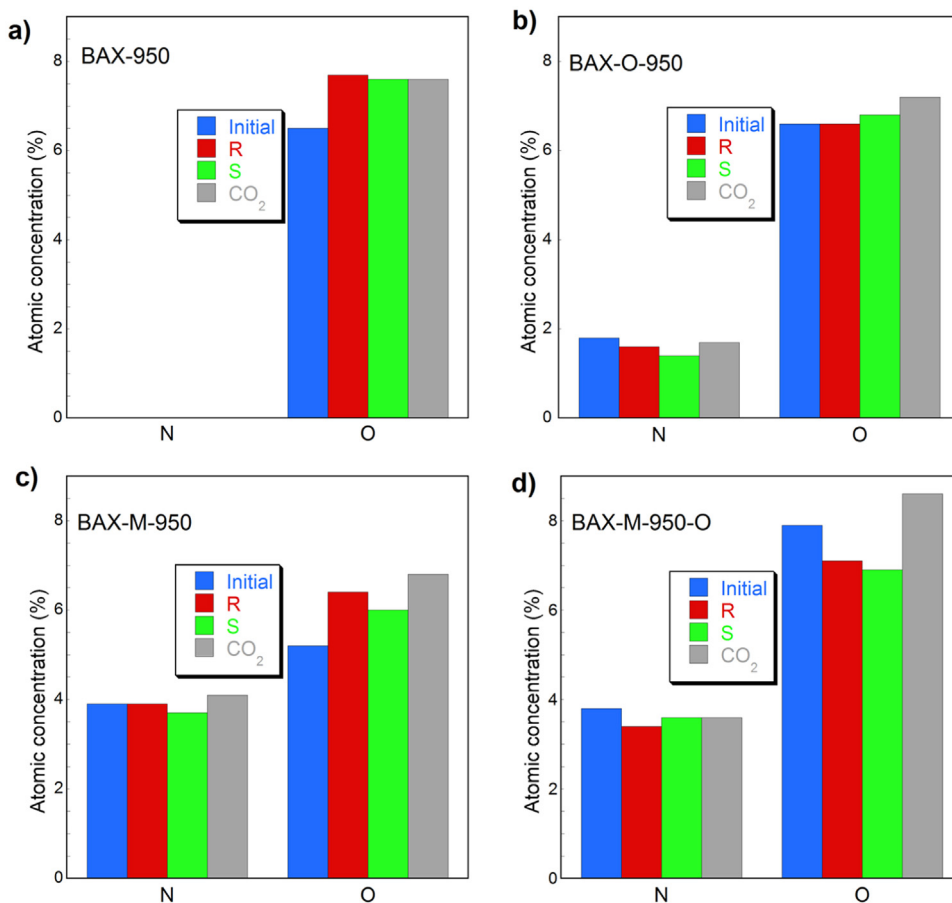 a)
BAX-950
Atomic concentration (%)
8
6
4
2
0
Initial
R
S
CO2
N
O
b)
BAX-O-950
Atomic concentration (%)
8
6
4
2
0
Initial
R
S
CO2
N
O
c)
BAX-M-950
Atomic concentration (%)
8
6
4
2
0
Initial
R
S
CO2
N
O
d)
BAX-M-950-O
Atomic concentration (%)
8
6
4
2
0
Initial
R
S
CO2
N
O